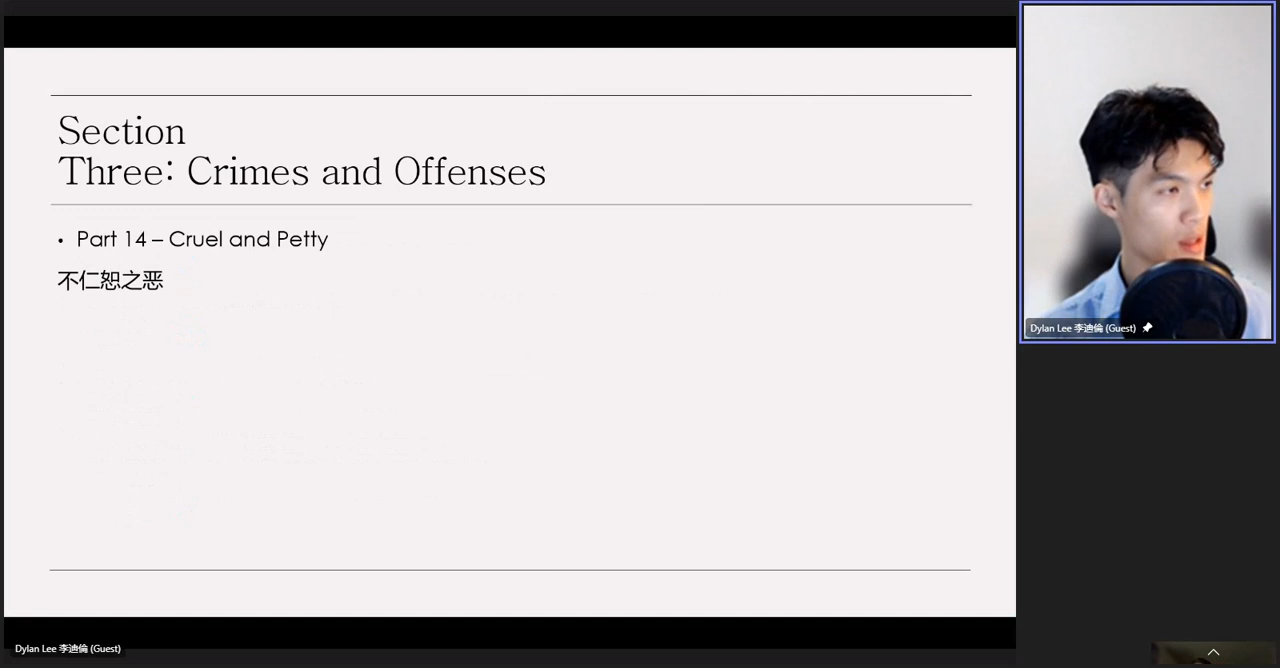 Section
Three: Crimes and Offenses
• Part 14 – Cruel and Petty
不仁恕之恶
Dylan Lee 李迪倫 (Guest)
Dylan Lee 李迪倫 (Guest)